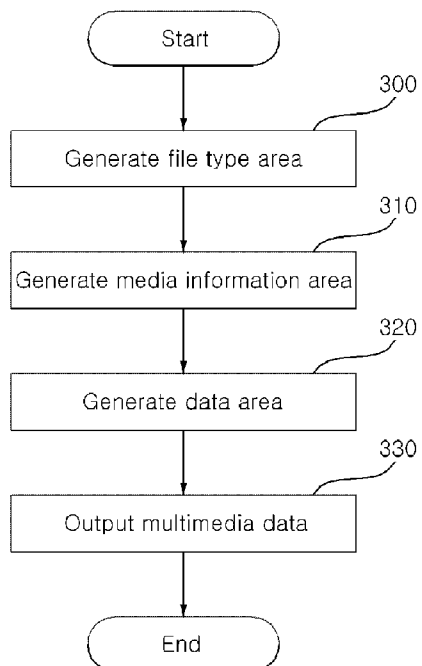 Start
300
Generate file type area
310
Generate media information area
320
Generate data area
330
Output multimedia data
End